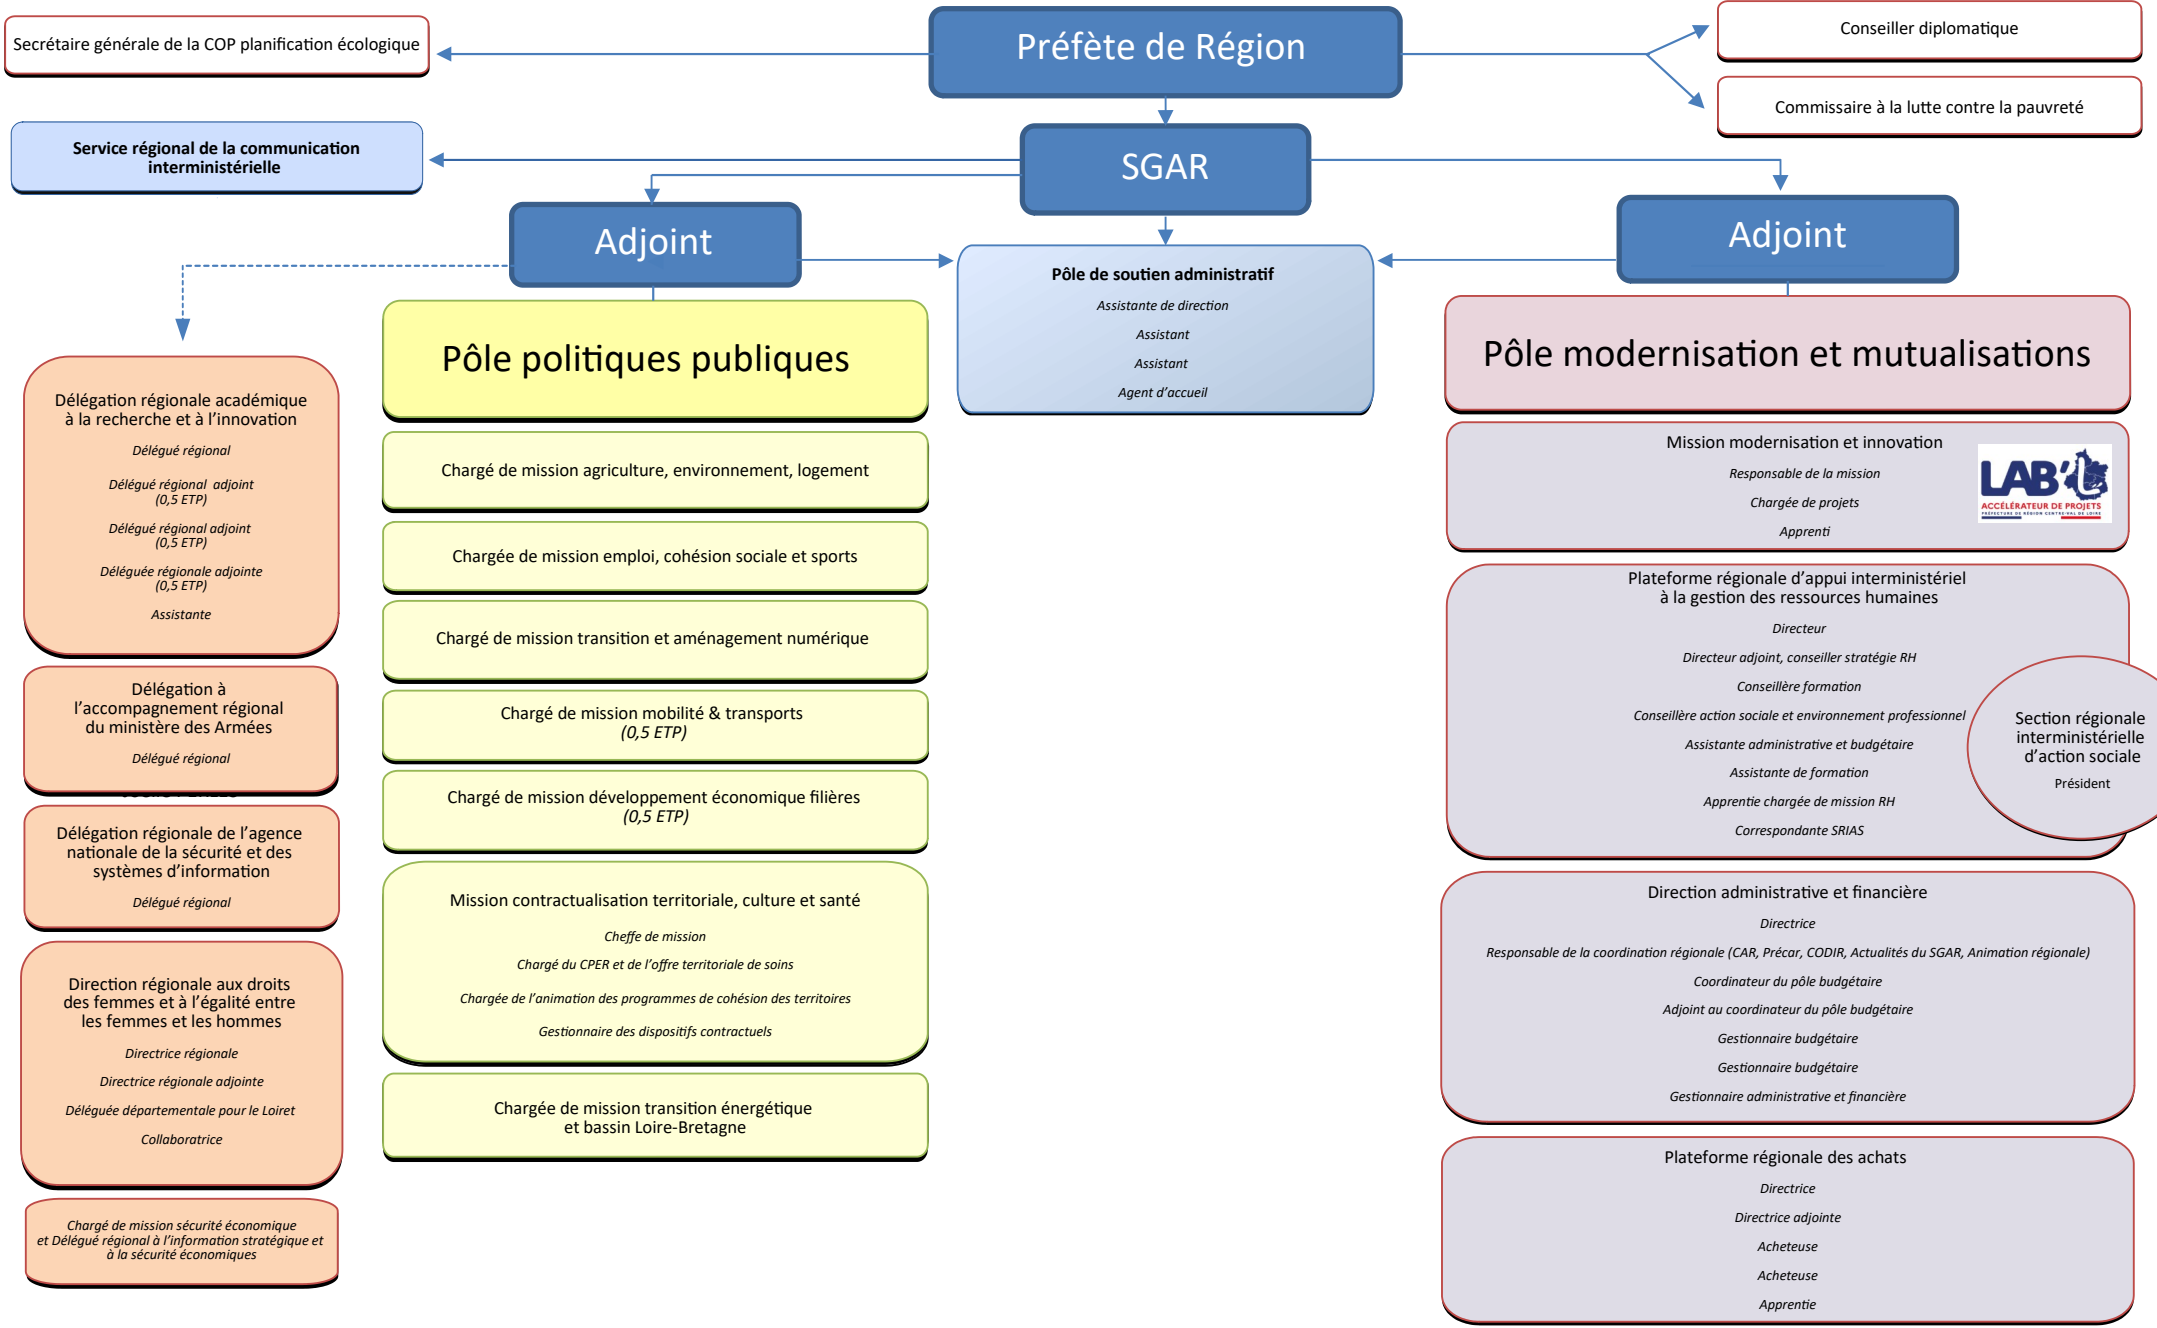 Secrétaire générale de la COP planification écologique
Préfète de Région
Conseiller diplomatique
Commissaire à la lutte contre la pauvreté
Service régional de la communication
interministérielle
SGAR
Adjoint
Adjoint
Pôle de soutien administratif
Assistante de direction
Assistant
Assistant
Agent d’accueil
Délégation régionale académique
à la recherche et à l’innovation
Délégué régional
Délégué régional  adjoint
(0,5 ETP)
Délégué régional adjoint
(0,5 ETP)
Déléguée régionale adjointe
(0,5 ETP)
Assistante
Délégation à
l’accompagnement régional
du ministère des Armées
Délégué régional
Délégation régionale de l’agence
nationale de la sécurité et des
systèmes d’information
Délégué régional
Direction régionale aux droits
des femmes et à l’égalité entre
les femmes et les hommes
Directrice régionale
Directrice régionale adjointe
Déléguée départementale pour le Loiret
Collaboratrice
Chargé de mission sécurité économique
et Délégué régional à l’information stratégique et
à la sécurité économiques
Pôle politiques publiques
Chargé de mission agriculture, environnement, logement
Chargée de mission emploi, cohésion sociale et sports
Chargé de mission transition et aménagement numérique
Chargé de mission mobilité & transports
(0,5 ETP)
Chargé de mission développement économique filières
(0,5 ETP)
Mission contractualisation territoriale, culture et santé
Cheffe de mission
Chargé du CPER et de l’offre territoriale de soins
Chargée de l’animation des programmes de cohésion des territoires
Gestionnaire des dispositifs contractuels
Chargée de mission transition énergétique
et bassin Loire-Bretagne
Pôle modernisation et mutualisations
Mission modernisation et innovation
Responsable de la mission
Chargée de projets
Apprenti
LAB'L
ACCÉLÉRATEUR DE PROJETS
PRÉFECTURE DE RÉGION CENTRE-VAL DE LOIRE
Plateforme régionale d’appui interministériel
à la gestion des ressources humaines
Directeur
Directeur adjoint, conseiller stratégie RH
Conseillère formation
Conseillère action sociale et environnement professionnel
Assistante administrative et budgétaire
Assistante de formation
Apprentie chargée de mission RH
Correspondante SRIAS
Section régionale
interministérielle
d’action sociale
Président
Direction administrative et financière
Directrice
Responsable de la coordination régionale (CAR, Précar, CODIR, Actualités du SGAR, Animation régionale)
Coordinateur du pôle budgétaire
Adjoint au coordinateur du pôle budgétaire
Gestionnaire budgétaire
Gestionnaire budgétaire
Gestionnaire administrative et financière
Plateforme régionale des achats
Directrice
Directrice adjointe
Acheteuse
Acheteuse
Apprentie